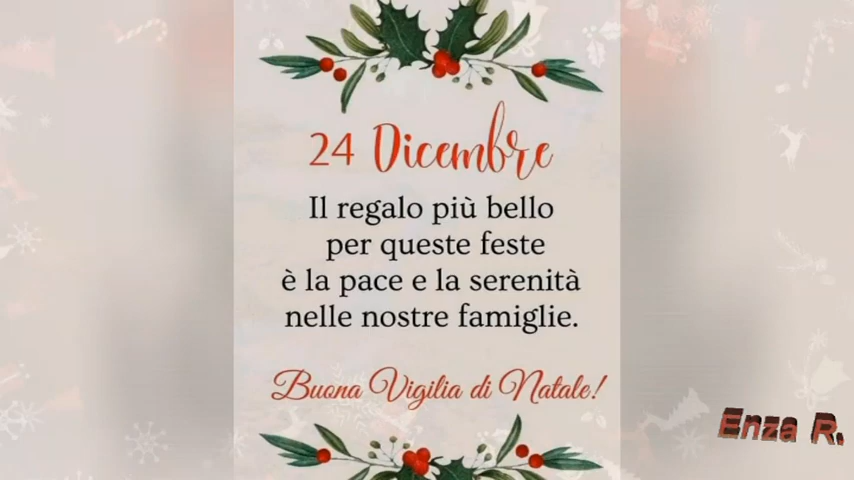 24 Dicembre
Il regalo più bello
per queste feste
è la pace e la serenità
nelle nostre famiglie.
Buona Vigilia di Natale!
Enza R.